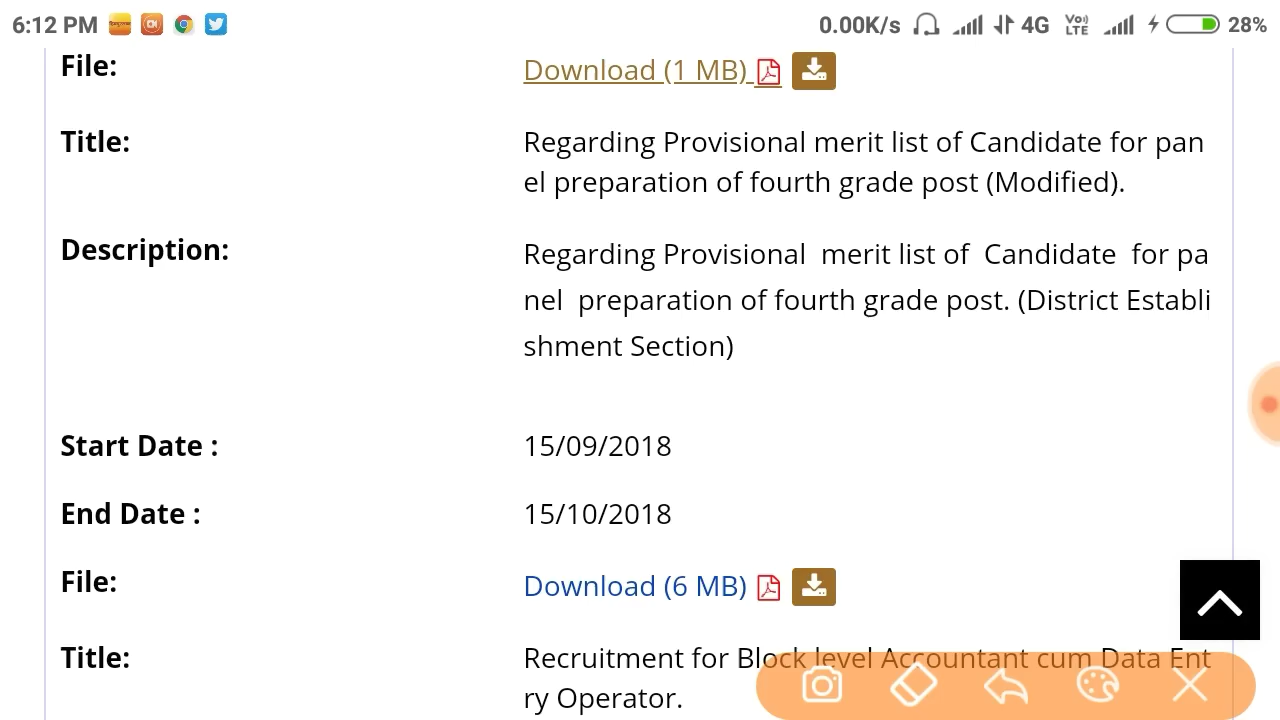 6:12 PM 0.00K/s 4G Vo)) LTE 28%
File: Download (1 MB)
Title: Regarding Provisional merit list of Candidate for pan
el preparation of fourth grade post (Modified).
Description: Regarding Provisional merit list of Candidate for pa
nel preparation of fourth grade post. (District Establi
shment Section)
Start Date : 15/09/2018
End Date : 15/10/2018
File: Download (6 MB)
Title: Recruitment for Block level Accountant cum Data Ent
ry Operator.